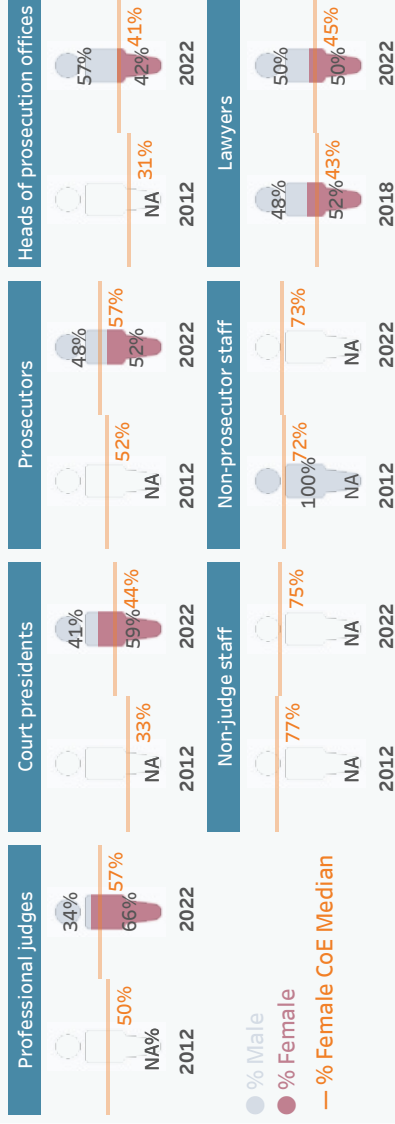 Professional judges
50%
NA%
2012
34%
57%
66%
2022
Court presidents
33%
NA
2012
41%
44%
59%
2022
Prosecutors
52%
NA
2012
48%
57%
52%
2022
Heads of prosecution offices
31%
NA
2012
57%
41%
42%
2022
% Male
% Female
% Female CoE Median
Non-judge staff
77%
NA
2012
75%
NA
2022
Non-prosecutor staff
72%
100%
NA
2012
73%
NA
2022
Lawyers
48%
43%
52%
2018
50%
45%
50%
2022